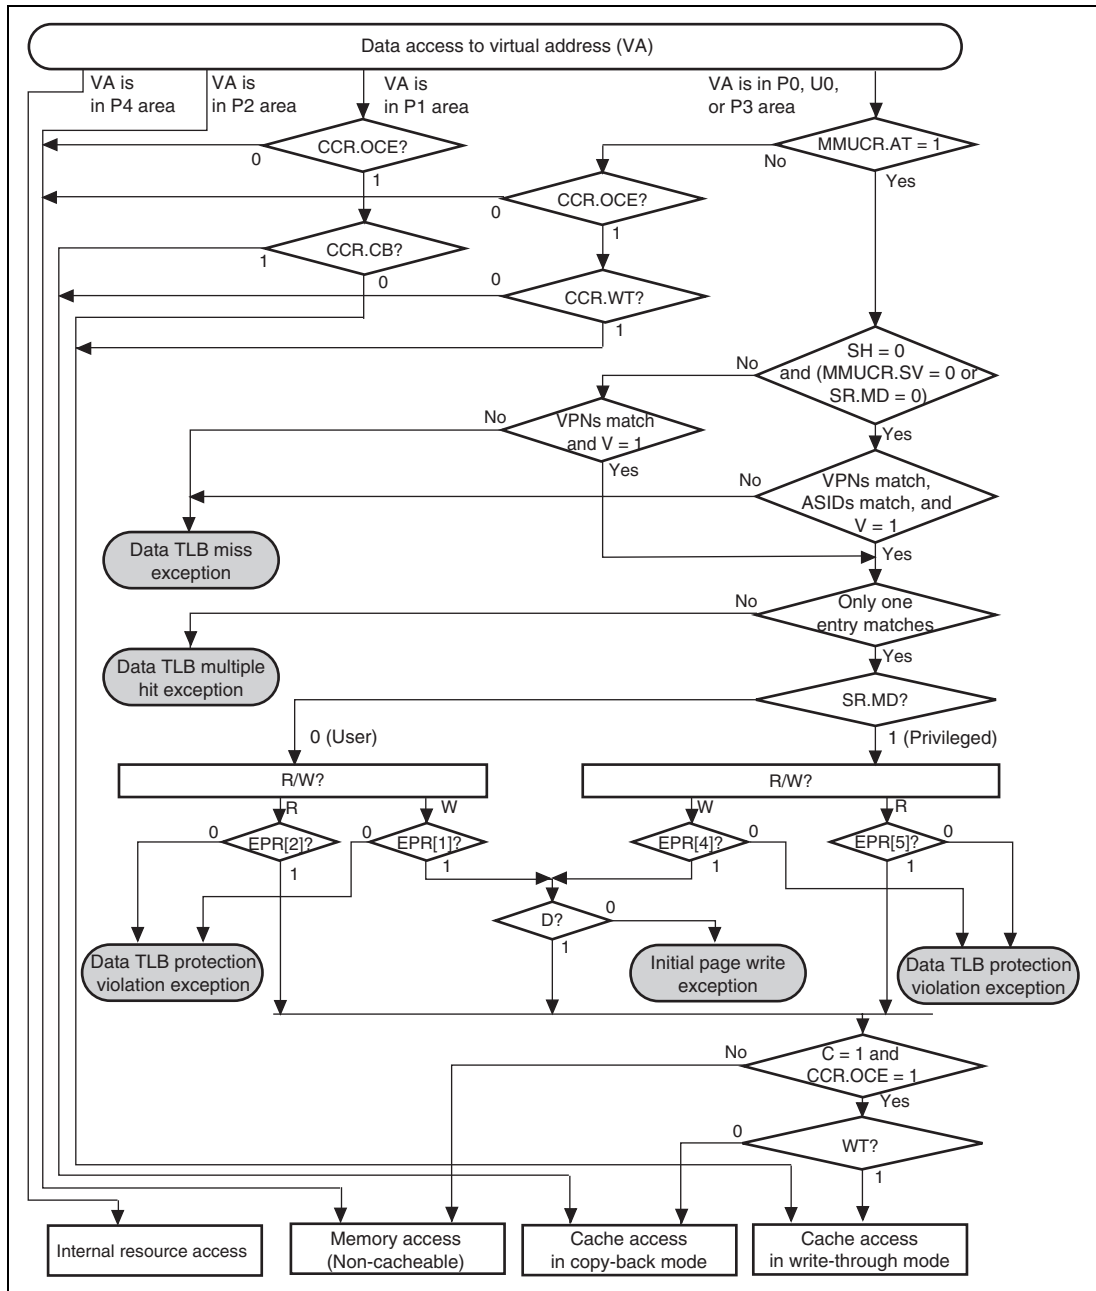 Data access to virtual address (VA)
VA is
in P4 area
VA is
in P2 area
VA is
in P1 area
VA is in P0, U0,
or P3 area
CCR.OCE?
0
1
MMUCR.AT = 1
No
Yes
CCR.OCE?
0
1
CCR.CB?
1
0
CCR.WT?
0
1
SH = 0
and (MMUCR.SV = 0 or
SR.MD = 0)
No
Yes
VPNs match
and V = 1
No
Yes
VPNs match,
ASIDs match, and
V = 1
No
Yes
Data TLB miss
exception
Only one
entry matches
No
Yes
Data TLB multiple
hit exception
SR.MD?
0 (User)
1 (Privileged)
R/W?
R/W?
R
W
W
R
0
EPR[2]?
1
0
EPR[1]?
1
EPR[4]?
0
1
EPR[5]?
0
1
D?
0
1
Data TLB protection
violation exception
Initial page write
exception
Data TLB protection
violation exception
C = 1 and
CCR.OCE = 1
No
Yes
WT?
0
1
Internal resource access
Memory access
(Non-cacheable)
Cache access
in copy-back mode
Cache access
in write-through mode